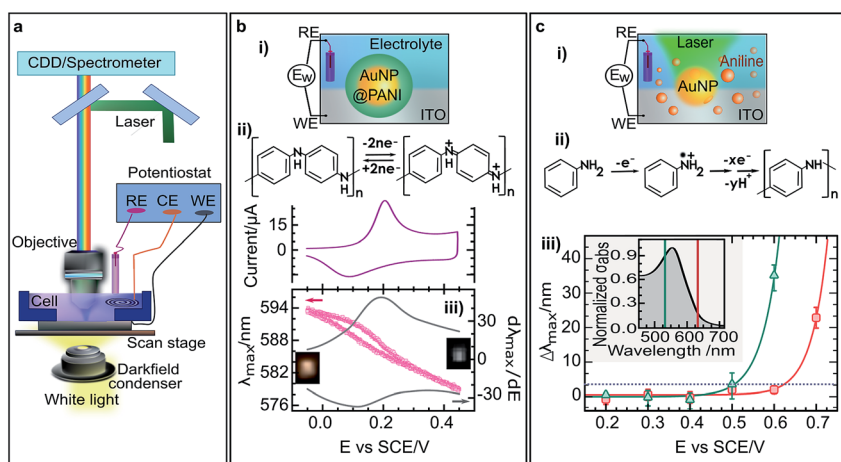 a
CDD/Spectrometer
Laser
Potentiostat
RE CE WE
Objective
Cell
Scan stage
Darkfield
condenser
White light
b
i)
RE
Electrolyte
Ew
AuNP
@PANI
WE
ITO
ii)
N
H
N
H
n
-2ne-
+2ne-
+
N
H
+
N
H
n
Current/μA
15
0
iii)
λmax/nm
594
588
582
576
30
0
-30
dλmax/dE
0.0 0.2 0.4
E vs SCE/V
c
i)
RE
Laser
Aniline
Ew
AuNP
WE
ITO
ii)
NH2
-e-
NH2
-xe-
-yH+
NH
n
iii)
Δλmax/nm
40
30
20
10
0
Normalized σabs
0.9
0.6
0.3
0.0
500 600 700
Wavelength /nm
0.2 0.3 0.4 0.5 0.6 0.7
E vs SCE/V